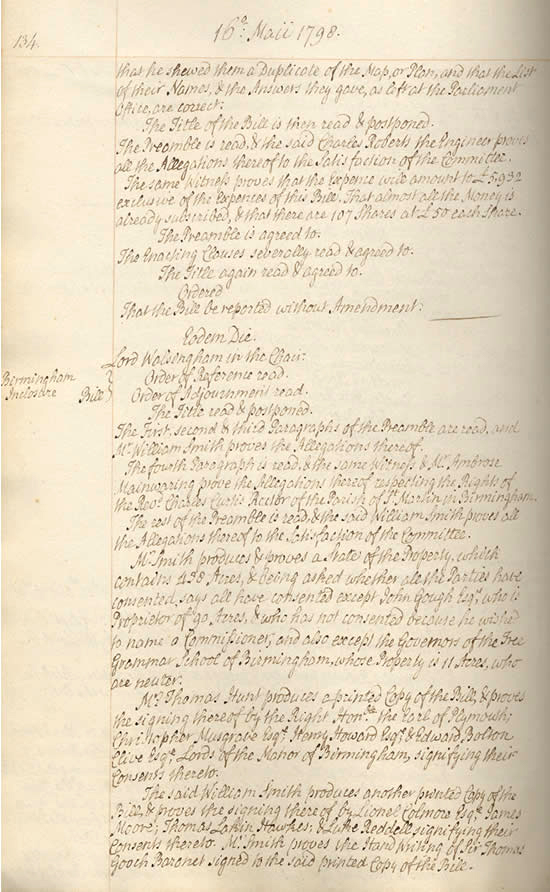 134.
16.º Maii 1798.
that he shewed them a Duplicate of the Map, or Plan, and that the List
of their Names, & the Answers they gave, as left at the Parliament
Office, are correct:
The Title of the Bill is then read & postponed.
The Preamble is read, & the said Charles Roberts the Engineer proves
all the Allegations thereof to the Satisfaction of the Committee.
The same Witness proves that the Expence will amount to £5.932
exclusive of the Expences of this Bill. That almost all the Money is
already subscribed, & that there are 107 Shares at £50 each Share.
The Preamble is agreed to.
The Enacting Clauses severally read & agreed to.
The Title again read & agreed to.
Ordered
That the Bill be reported without Amendment:
Eodem Die.
Lord Walsingham in the Chair:
Birmingham
Inclosure Bill
Order of Reference read.
Order of Adjournment read.
The Title read & postponed.
The First, second & third Paragraphs of the Preamble are read, and
Mr. William Smith proves the Allegations thereof.
The fourth Paragraph is read, & the same Witness & Mr. Ambrose
Mainwaring prove the Allegations thereof respecting the Rights of
the Revd. Charles Curtis Rector of the Parish of St. Martin in Birmingham.
The rest of the Preamble is read, & the said William Smith proves all
the Allegations thereof to the Satisfaction of the Committee.
Mr. Smith produces & proves a State of the Property, which
contains 438 Acres, & being asked whether all the Parties have
consented, says all have consented except John Gough Esqr. who is
Proprietor of 90 Acres, & who has not consented because he wished
to name a Commissioner, and also except the Governors of the Free
Grammar School of Birmingham, whose Property is 11 Acres, who
are neuter.
Mr. Thomas Hunt produces a printed Copy of the Bill, & proves
the signing thereof by the Right Honble. the Earl of Plymouth;
Christopher Musgrave Esqr. Henry Howard Esqr. & Edward Bolton
Clive Esqr. Lords of the Manor of Birmingham, signifying their
Consents thereto.
The said William Smith produces another printed Copy of the
Bill, & proves the signing thereof by Lionel Colmore Esqr. James
Moore; Thomas Lakin Hawkes; & Luke Reddell signifying their
Consents thereto. Mr. Smith proves the Hand Writing of Sir Thomas
Gooch Baronet signed to the said printed Copy of the Bill.